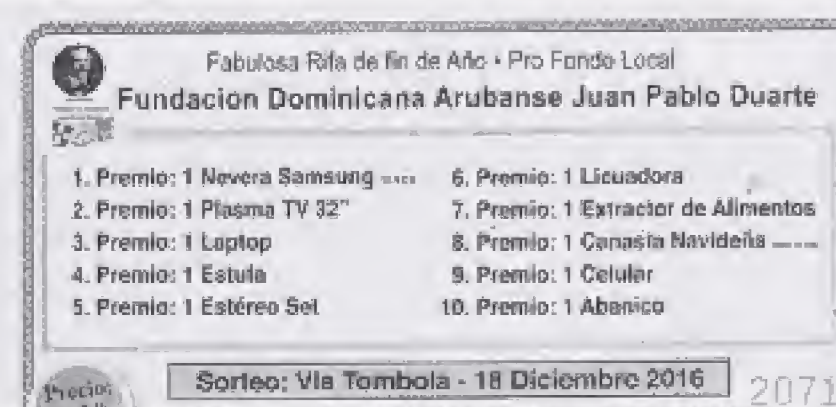 Fabulosa Rifa de fin de Año • Pro Fondo Local
Fundacion Dominicana Arubanse Juan Pablo Duarte
1. Premio: 1 Nevera Samsung
2. Premio: 1 Plasma TV 32"
3. Premio: 1 Laptop
4. Premio: 1 Estufa
5. Premio: 1 Estéreo Set
6. Premio: 1 Licuadora
7. Premio: 1 Extractor de Alimentos
8. Premio: 1 Canasta Navideña
9. Premio: 1 Celular
10. Premio: 1 Abanico
Sorteo: Via Tombola - 18 Diciembre 2016
2071
Precios